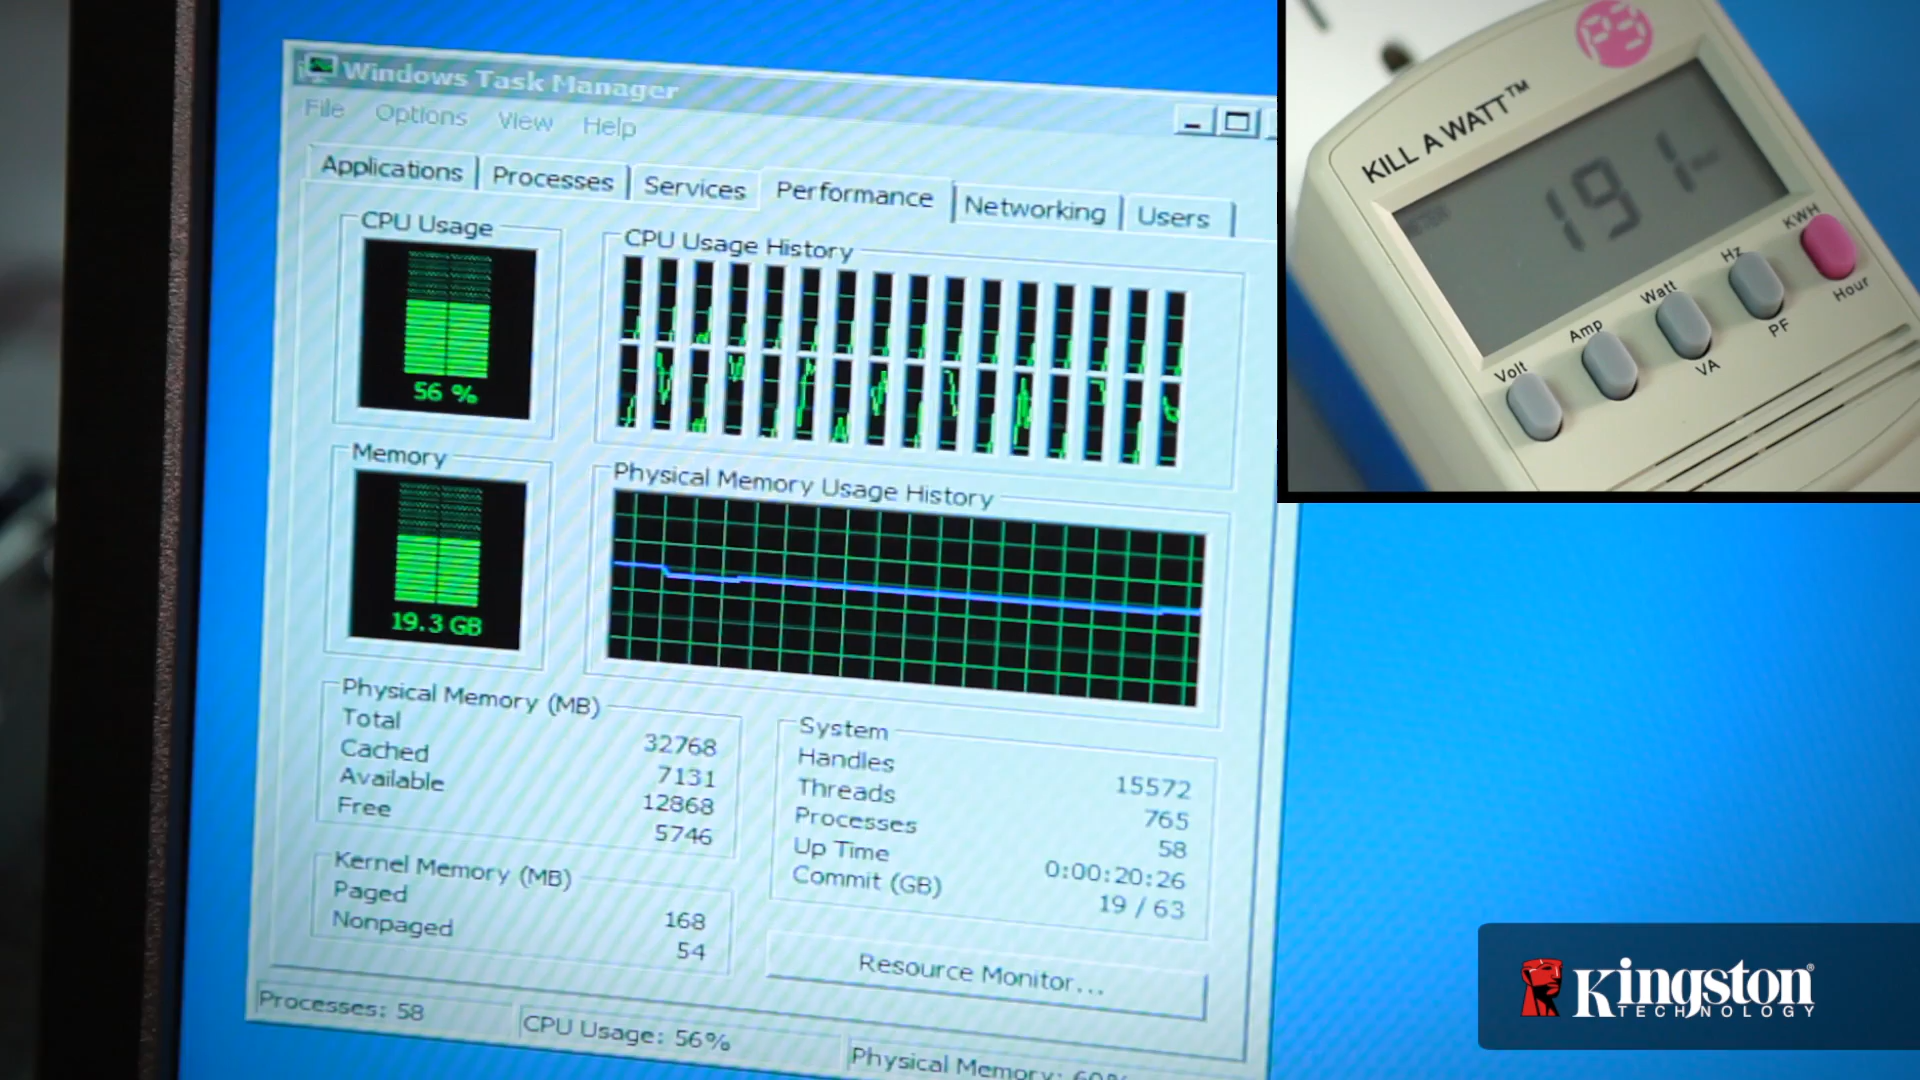 Windows Task Manager
File Options View Help
Applications Processes Services Performance Networking Users
CPU Usage
56 %
CPU Usage History
Memory
19.3 GB
Physical Memory Usage History
Physical Memory (MB)
Total 32768
Cached 7131
Available 12868
Free 5746
Kernel Memory (MB)
Paged 168
Nonpaged 54
System
Handles 15572
Threads 765
Processes 58
Up Time 0:00:20:26
Commit (GB) 19 / 63
Resource Monitor...
Processes: 58
CPU Usage: 56%
Physical Memory: 60%
P3
KILL A WATT™
191
Volt Amp Watt Hz KWH
VA PF Hour
Kingston®
TECHNOLOGY